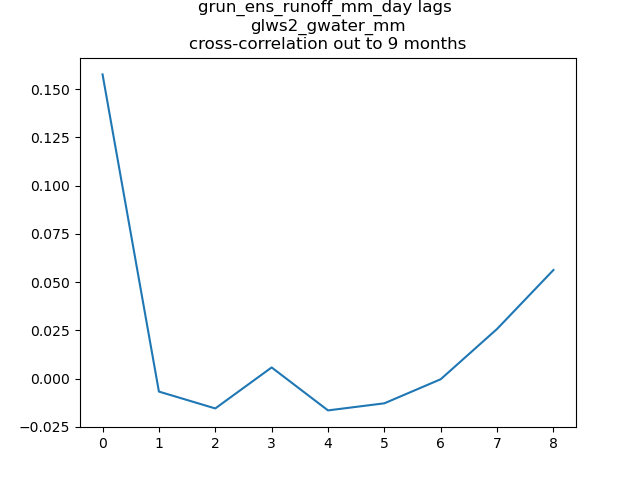 grun_ens_runoff_mm_day lags
glws2_gwater_mm
cross-correlation out to 9 months
0.150
0.125
0.100
0.075
0.050
0.025
0.000
−0.025
0 1 2 3 4 5 6 7 8